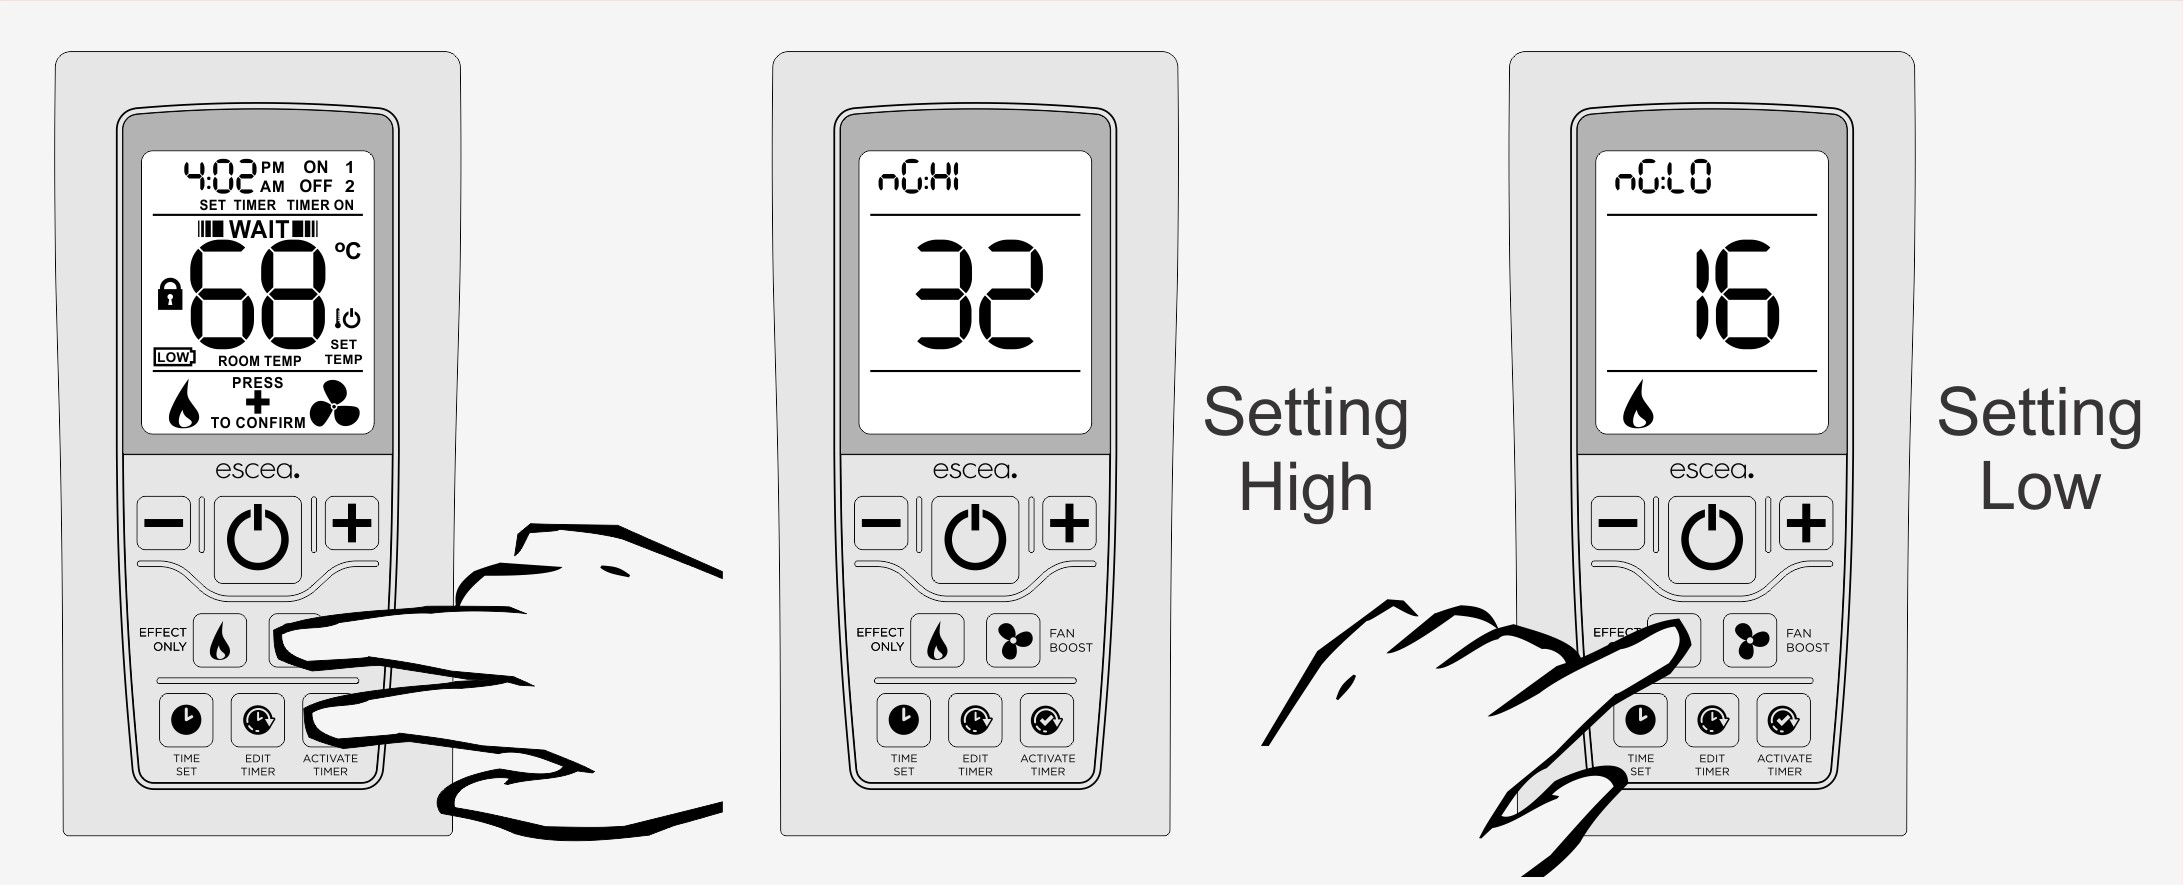 4:02 PM ON 1
AM OFF 2
SET TIMER TIMER ON
WAIT
68 ºC
LOW
ROOM TEMP
SET
TEMP
PRESS
+
TO CONFIRM
escea.
EFFECT
ONLY
TIME
SET
EDIT
TIMER
ACTIVATE
TIMER
nG:HI
32
escea.
EFFECT
ONLY
FAN
BOOST
TIME
SET
EDIT
TIMER
ACTIVATE
TIMER
Setting
High
nG:LO
16
escea.
EFFECT
FAN
BOOST
TIME
SET
EDIT
TIMER
ACTIVATE
TIMER
Setting
Low